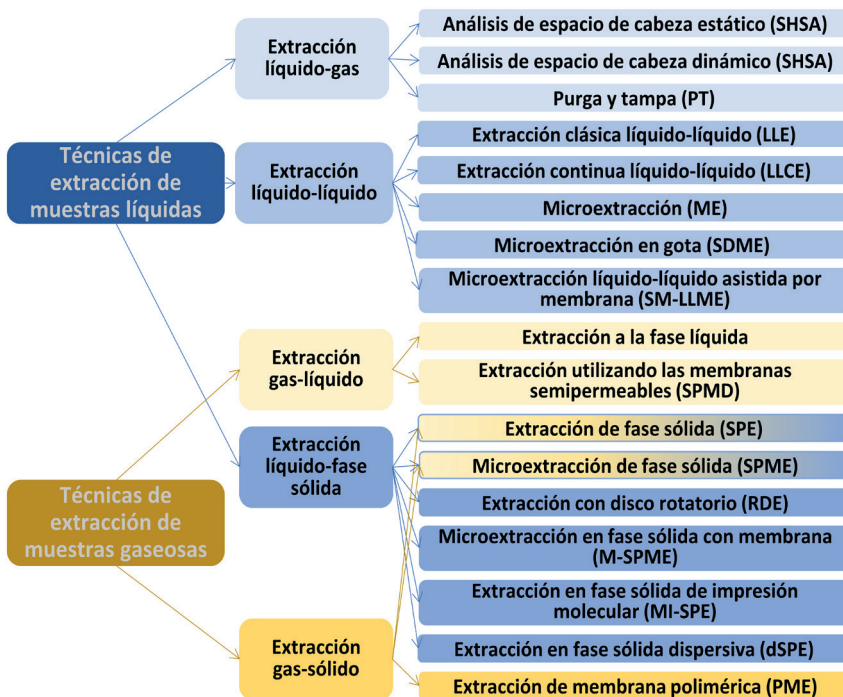 Técnicas de
extracción de
muestras líquidas
Extracción
líquido-gas
Análisis de espacio de cabeza estático (SHSA)
Análisis de espacio de cabeza dinámico (SHSA)
Purga y tampa (PT)
Extracción
líquido-líquido
Extracción clásica líquido-líquido (LLE)
Extracción continua líquido-líquido (LLCE)
Microextracción (ME)
Microextracción en gota (SDME)
Microextracción líquido-líquido asistida por
membrana (SM-LLME)
Extracción
gas-líquido
Extracción a la fase líquida
Extracción utilizando las membranas
semipermeables (SPMD)
Extracción
líquido-fase
sólida
Extracción de fase sólida (SPE)
Microextracción de fase sólida (SPME)
Extracción con disco rotatorio (RDE)
Microextracción en fase sólida con membrana
(M-SPME)
Extracción en fase sólida de impresión
molecular (MI-SPE)
Extracción en fase sólida dispersiva (dSPE)
Técnicas de
extracción de
muestras gaseosas
Extracción
gas-sólido
Extracción de membrana polimérica (PME)